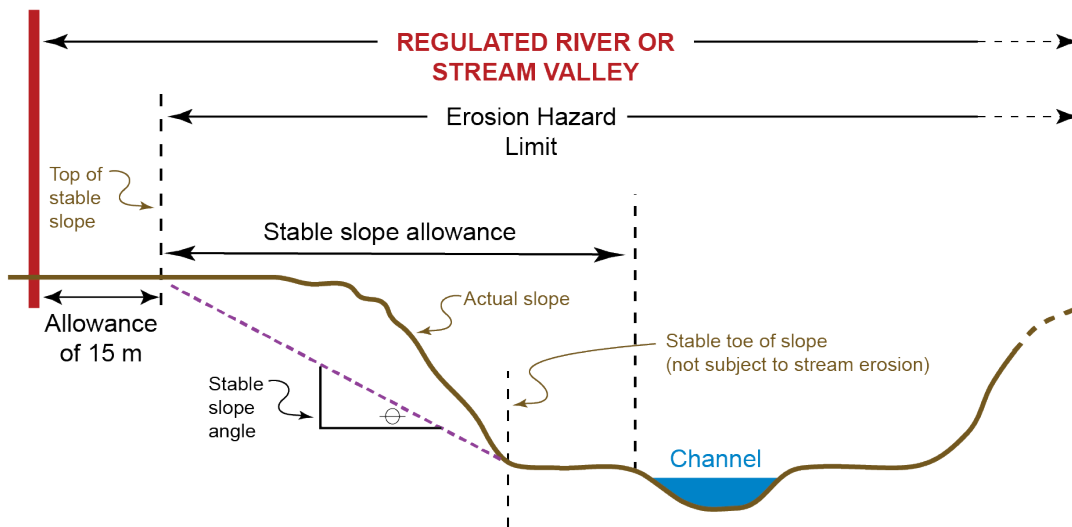 REGULATED RIVER OR
STREAM VALLEY
Erosion Hazard
Limit
Top of
stable
slope
Stable slope allowance
Actual slope
Allowance
of 15 m
Stable toe of slope
(not subject to stream erosion)
Stable
slope
angle
Channel